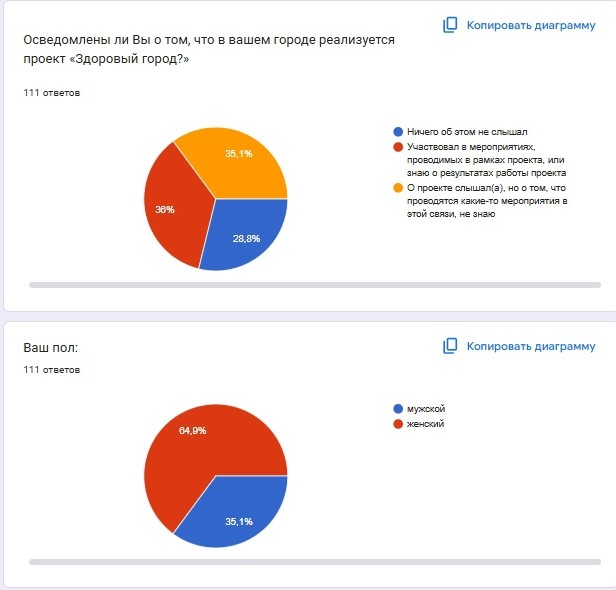 Копировать диаграмму
Осведомлены ли Вы о том, что в вашем городе реализуется
проект «Здоровый город?»
111 ответов
35,1%
36%
28,8%
Ничего об этом не слышал
Участвовал в мероприятиях,
проводимых в рамках проекта, или
знаю о результатах работы проекта
О проекте слышал(а), но о том, что
проводятся какие-то мероприятия в
этой связи, не знаю
Копировать диаграмму
Ваш пол:
111 ответов
64,9%
35,1%
мужской
женский